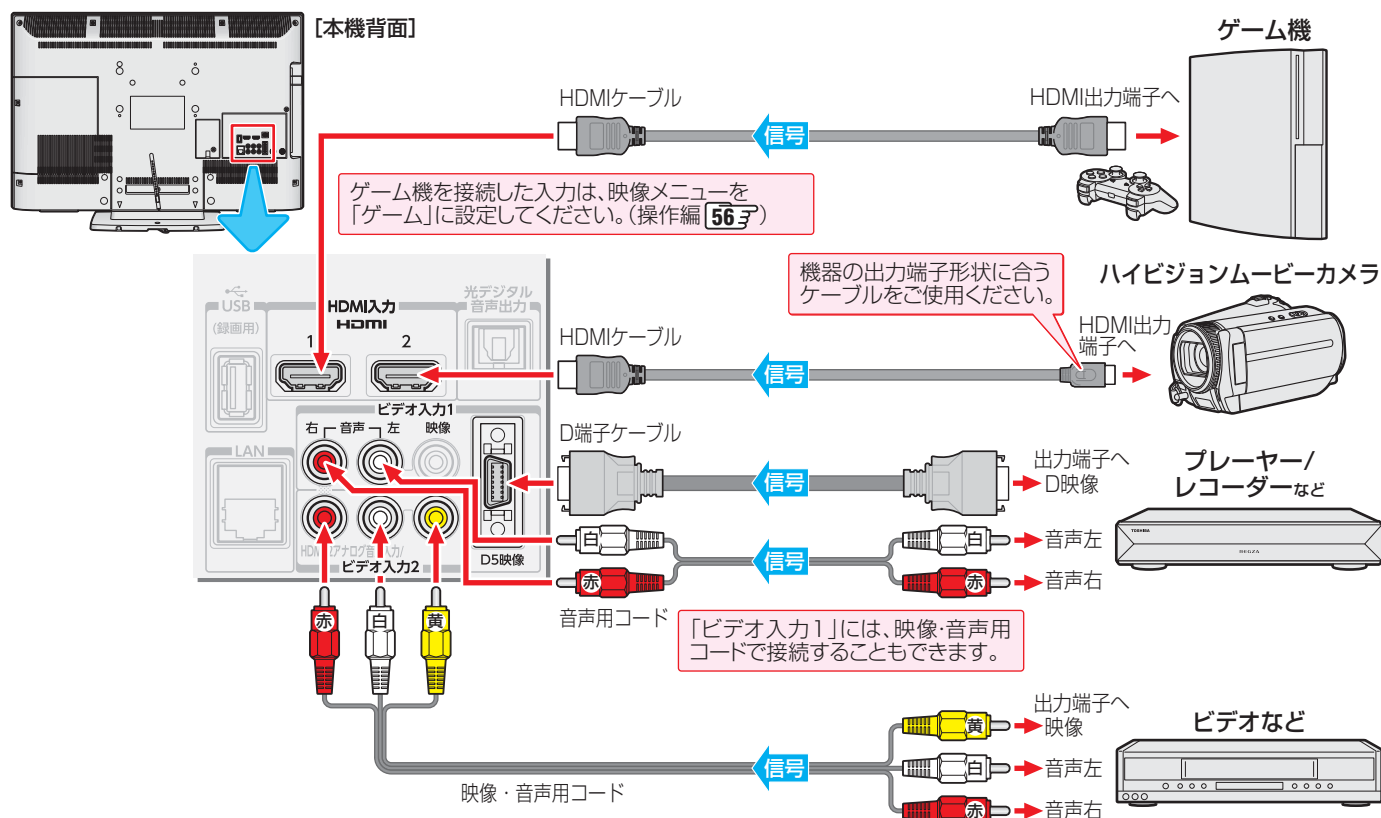 [本機背面]
ゲーム機
HDMIケーブル
信号
HDMI出力端子へ
ゲーム機を接続した入力は、映像メニューを
「ゲーム」に設定してください。(操作編 56 )
機器の出力端子形状に合う
ケーブルをご使用ください。
ハイビジョンムービーカメラ
USB
(録画用)
HDMI入力
HDMI
光デジタル
音声出力
1
2
HDMIケーブル
信号
HDMI出力
端子へ
ビデオ入力1
右 音声 左 映像
LAN
D端子ケーブル
信号
出力端子へ
D映像
プレーヤー/
レコーダーなど
TOSHIBA
REGZA
白
信号
白
音声左
赤
赤
音声右
D5映像
ビデオ入力2
音声用コード
「ビデオ入力1」には、映像・音声用
コードで接続することもできます。
赤
白
黄
出力端子へ
黄
映像
ビデオなど
信号
白
音声左
映像・音声用コード
赤
音声右